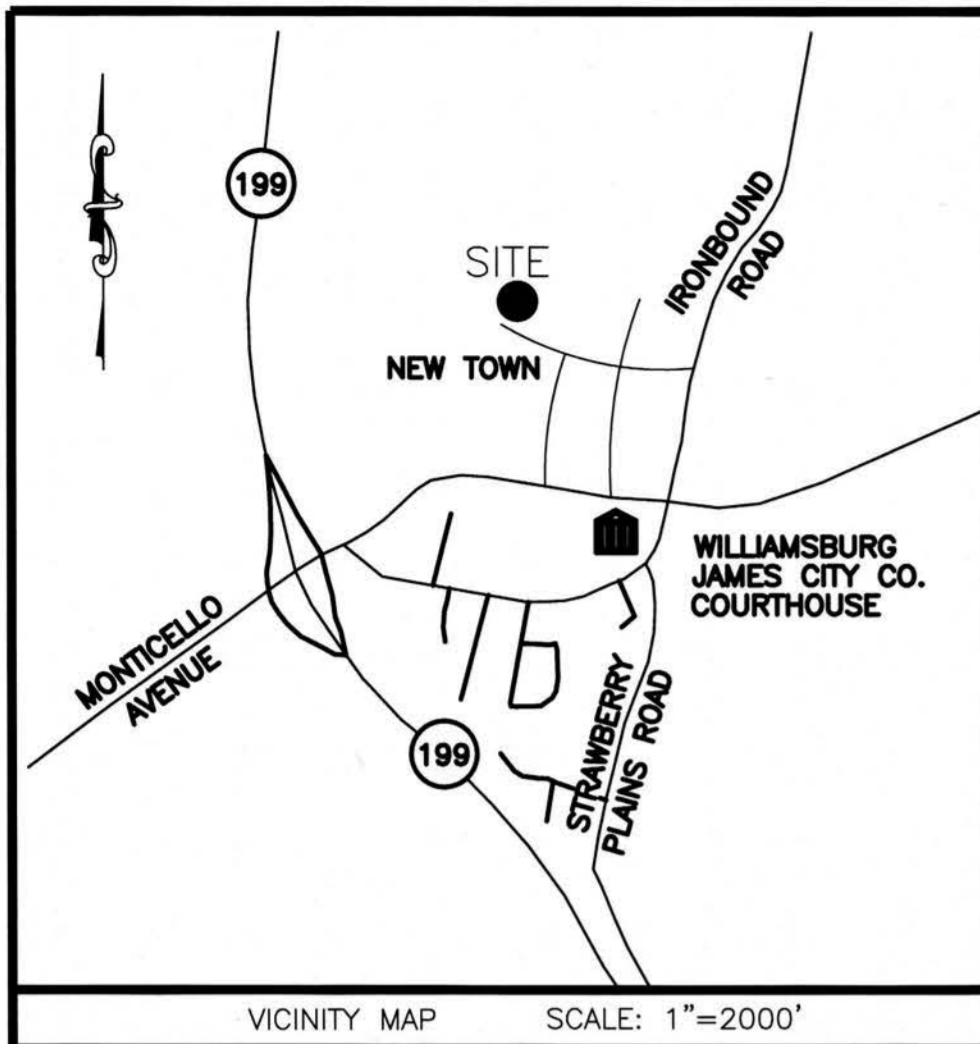 199
IRONBOUND
ROAD
SITE
NEW TOWN
WILLIAMSBURG
JAMES CITY CO.
COURTHOUSE
MONTICELLO
AVENUE
199
STRAWBERRY
PLAINS ROAD
VICINITY MAP SCALE: 1"=2000'